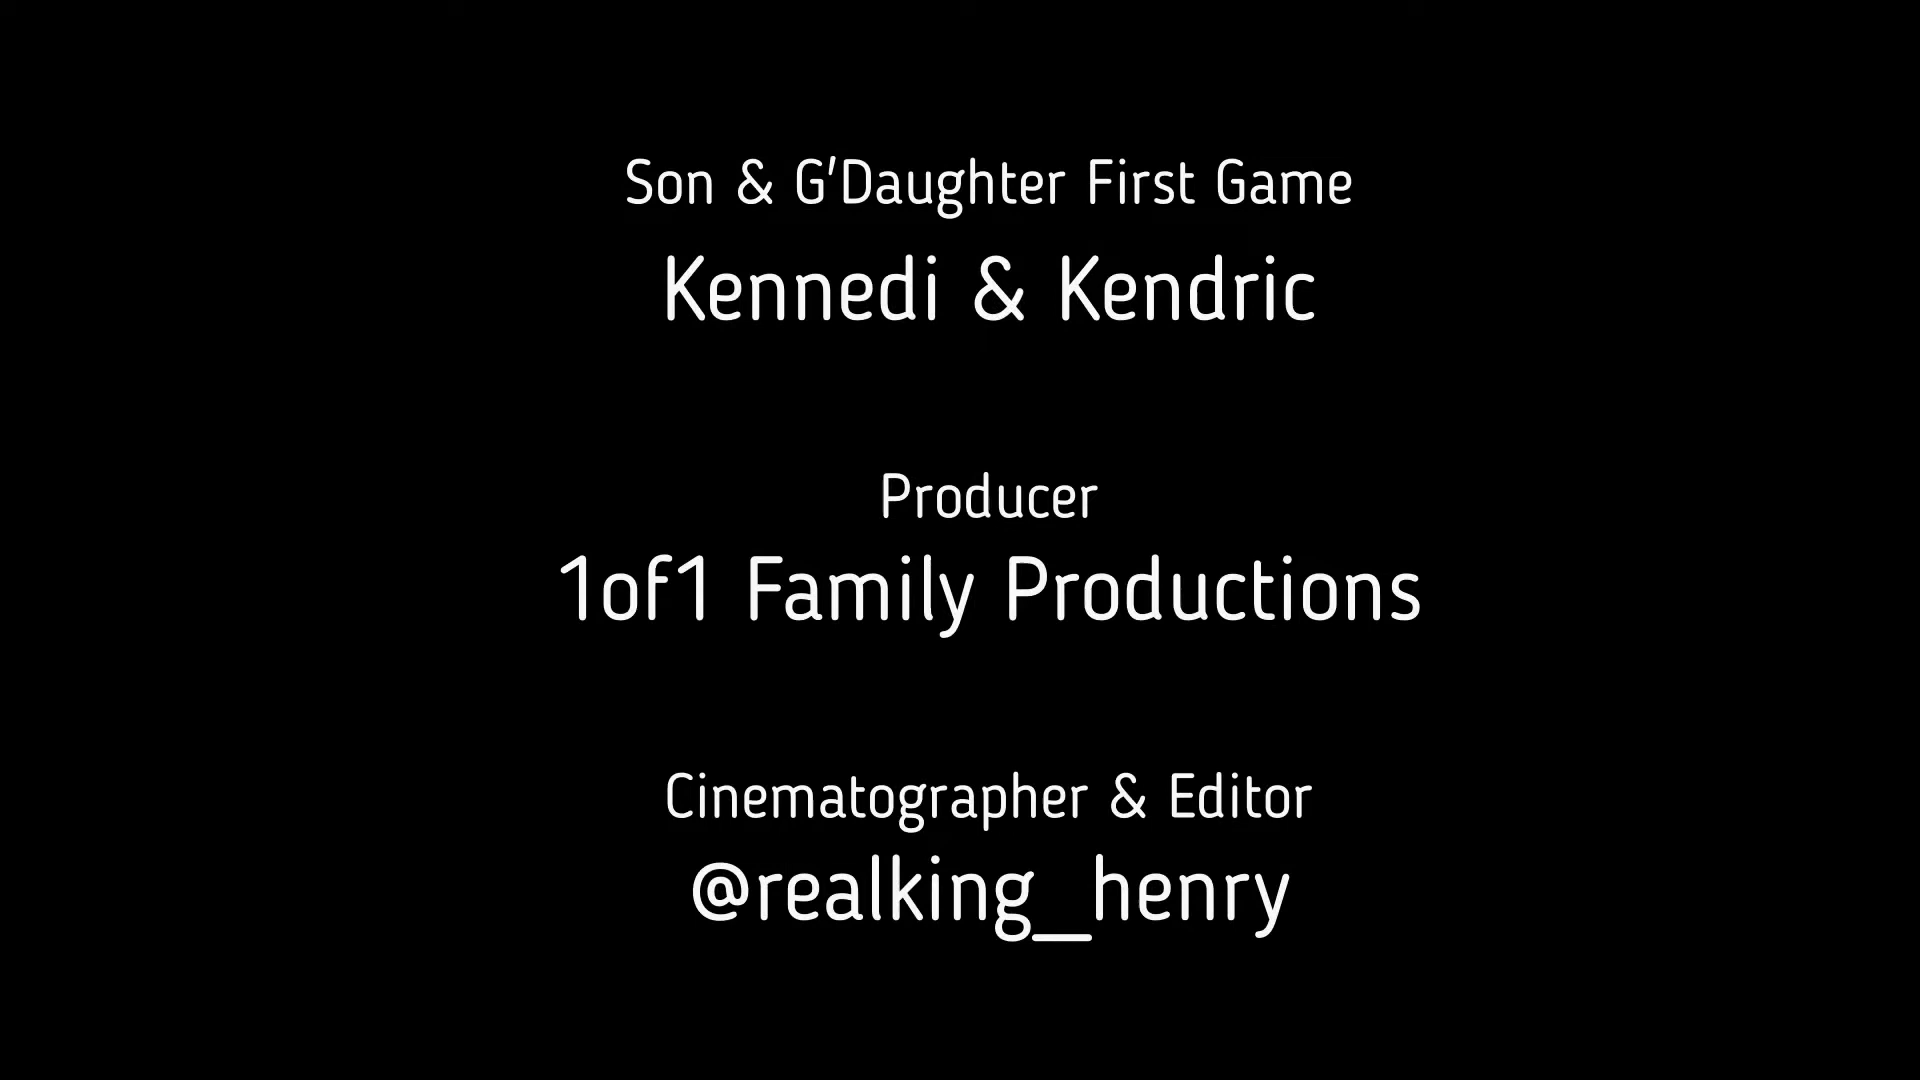 Son & G'Daughter First Game
Kennedi & Kendric
Producer
1of1 Family Productions
Cinematographer & Editor
@realking_henry